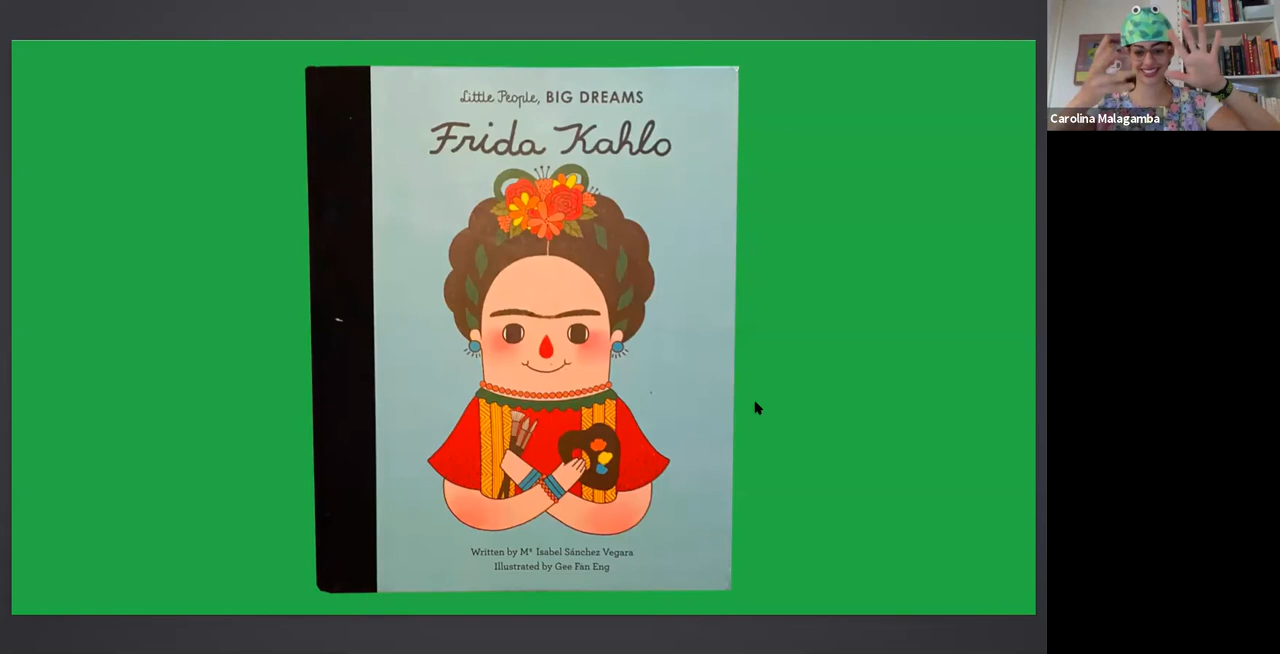 Little People, BIG DREAMS
Frida Kahlo
Written by Mª Isabel Sánchez Vegara
Illustrated by Gee Fan Eng
Carolina Malagamba